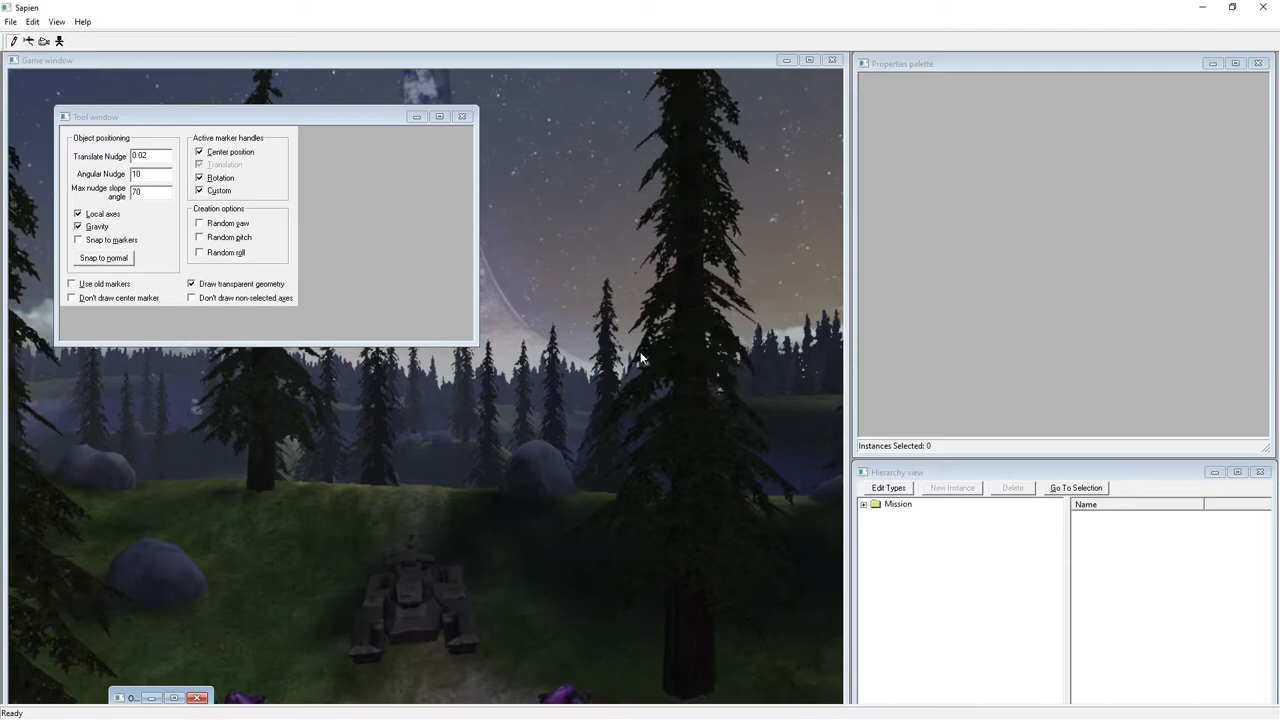 Sapien
File Edit View Help
Game window
Properties palette
Tool window
Object positioning
Translate Nudge 0.02
Angular Nudge 10
Max nudge slope angle 70
Local axes
Gravity
Snap to markers
Snap to normal
Use old markers
Don't draw center marker
Active marker handles
Center position
Translation
Rotation
Custom
Creation options
Random yaw
Random pitch
Random roll
Draw transparent geometry
Don't draw non-selected axes
Instances Selected: 0
Hierarchy view
Edit Types New Instance Delete Go To Selection
Mission
Name
O...
Ready